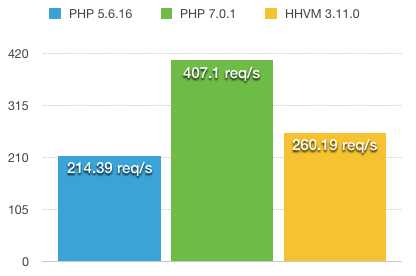 PHP 5.6.16 PHP 7.0.1 HHVM 3.11.0
420
407.1 req/s
315
260.19 req/s
210
214.39 req/s
105
0